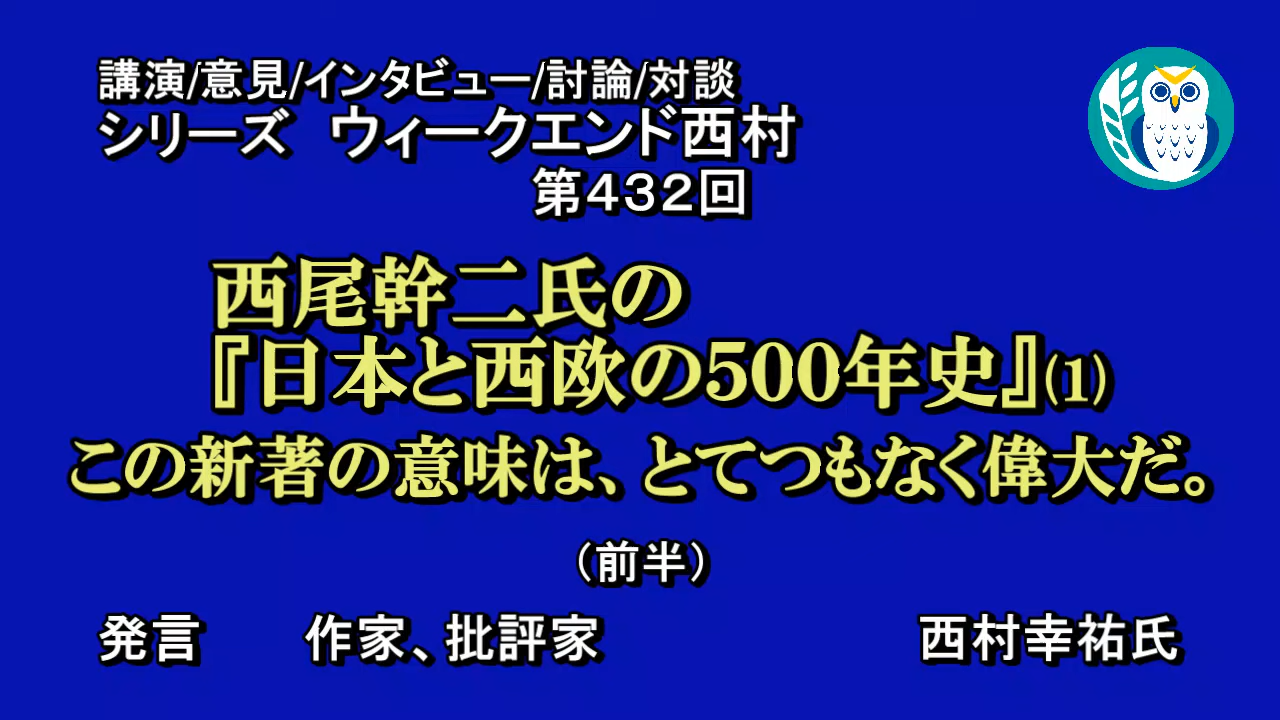 講演/意見/インタビュー/討論/対談
シリーズ　ウィークエンド西村
第４３２回
西尾幹二氏の
『日本と西欧の500年史』(1)
この新著の意味は、とてつもなく偉大だ。
（前半）
発言　作家、批評家　西村幸祐氏